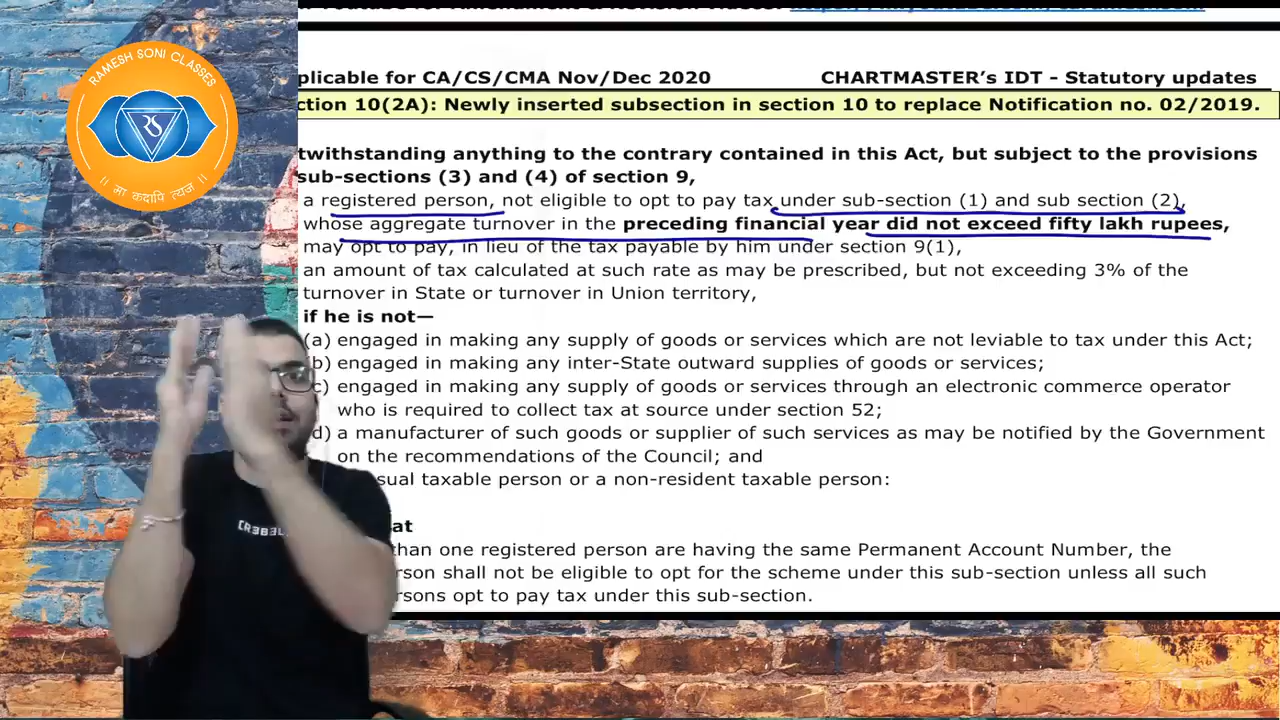 RAMESH SONI CLASSES
RS
।। मा कदापि त्यज ।।
plicable for CA/CS/CMA Nov/Dec 2020
CHARTMASTER's IDT - Statutory updates
ction 10(2A): Newly inserted subsection in section 10 to replace Notification no. 02/2019.
twithstanding anything to the contrary contained in this Act, but subject to the provisions
sub-sections (3) and (4) of section 9,
a registered person, not eligible to opt to pay tax under sub-section (1) and sub section (2),
whose aggregate turnover in the preceding financial year did not exceed fifty lakh rupees,
may opt to pay, in lieu of the tax payable by him under section 9(1),
an amount of tax calculated at such rate as may be prescribed, but not exceeding 3% of the
turnover in State or turnover in Union territory,
if he is not—
(a) engaged in making any supply of goods or services which are not leviable to tax under this Act;
b) engaged in making any inter-State outward supplies of goods or services;
c) engaged in making any supply of goods or services through an electronic commerce operator
who is required to collect tax at source under section 52;
d) a manufacturer of such goods or supplier of such services as may be notified by the Government
on the recommendations of the Council; and
sual taxable person or a non-resident taxable person:
at
than one registered person are having the same Permanent Account Number, the
rson shall not be eligible to opt for the scheme under this sub-section unless all such
rsons opt to pay tax under this sub-section.